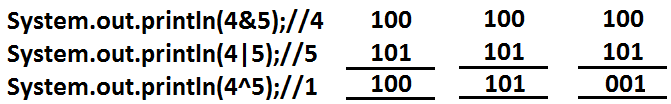 System.out.println(4&5);//4 100 100 100
System.out.println(4|5);//5 101 101 101
System.out.println(4^5);//1 100 101 001